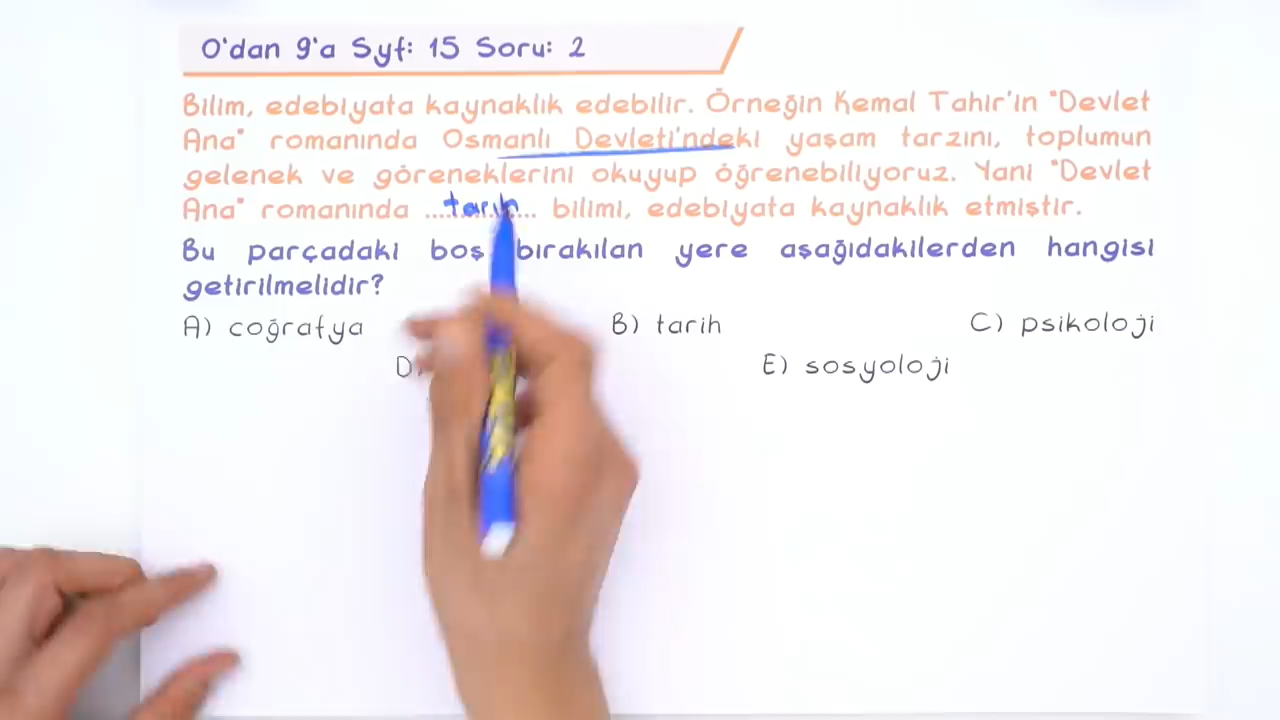 0'dan 9'a Syf: 15 Soru: 2
Bilim, edebiyata kaynaklık edebilir. Örneğin Kemal Tahir'in "Devlet
Ana" romanında Osmanlı Devleti'ndeki yaşam tarzını, toplumun
gelenek ve göreneklerini okuyup öğrenebiliyoruz. Yani "Devlet
Ana" romanında ....tarih.... bilimi, edebiyata kaynaklık etmiştir.
Bu parçadaki boş bırakılan yere aşağıdakilerden hangisi
getirilmelidir?
A) coğrafya B) tarih C) psikoloji
D) E) sosyoloji